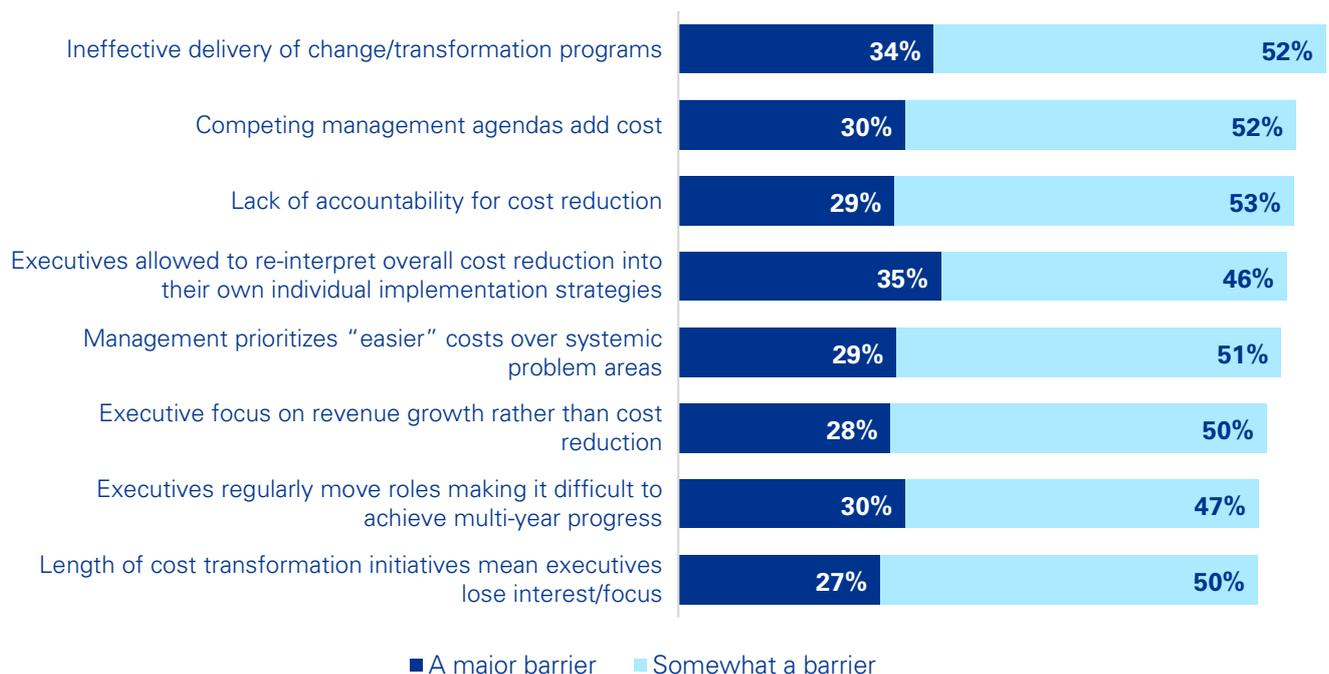 Ineffective delivery of change/transformation programs
34%
52%
Competing management agendas add cost
30%
52%
Lack of accountability for cost reduction
29%
53%
Executives allowed to re-interpret overall cost reduction into
their own individual implementation strategies
35%
46%
Management prioritizes “easier” costs over systemic
problem areas
29%
51%
Executive focus on revenue growth rather than cost
reduction
28%
50%
Executives regularly move roles making it difficult to
achieve multi-year progress
30%
47%
Length of cost transformation initiatives mean executives
lose interest/focus
27%
50%
A maior barrier
Somewhat a barrier